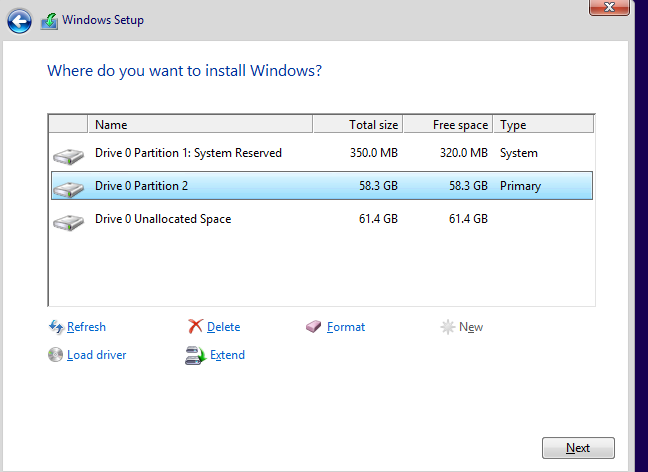 Windows Setup
Where do you want to install Windows?
Name Total size Free space Type
Drive 0 Partition 1: System Reserved 350.0 MB 320.0 MB System
Drive 0 Partition 2 58.3 GB 58.3 GB Primary
Drive 0 Unallocated Space 61.4 GB 61.4 GB
Refresh Delete Format New
Load driver Extend
Next